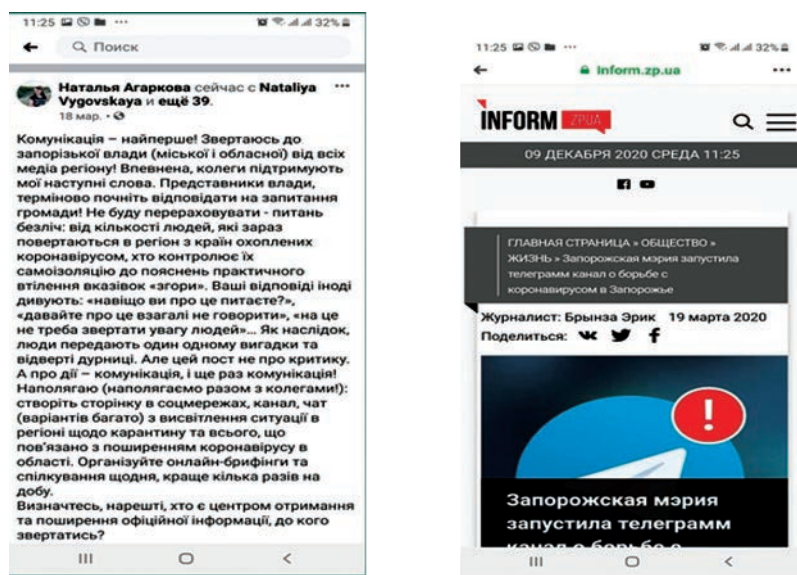 11:25
32%
Поиск
Наталья Агаркова сейчас с Nataliya
Vygovskaya и ещё 39.
18 мар.
Комунікація – найперше! Звертаюсь до
запорізької влади (міської і обласної) від всіх
медіа регіону! Впевнена, колеги підтримують
мої наступні слова. Представники влади,
терміново почніть відповідати на запитання
громади! Не буду перераховувати - питань
безліч: від кількості людей, які зараз
повертаються в регіон з країн охоплених
коронавірусом, хто контролює їх
самоізоляцію до пояснень практичного
втілення вказівок «згори». Ваші відповіді іноді
дивують: «навіщо ви про це питаєте?»,
«давайте про це взагалі не говорити», «на це
не треба звертати увагу людей»... Як наслідок,
люди передають один одному вигадки та
відверті дурниці. Але цей пост не про критику.
А про дії – комунікація, і ще раз комунікація!
Наполягаю (наполягаємо разом з колегами!):
створіть сторінку в соцмережах, канал, чат
(варіантів багато) з висвітлення ситуації в
регіоні щодо карантину та всього, що
пов'язано з поширенням коронавірусу в
області. Організуйте онлайн-брифінги та
спілкування щодня, краще кілька разів на
добу.
Визначтесь, нарешті, хто є центром отримання
та поширення офіційної інформації, до кого
звертатись?
11:25
32%
Inform.zp.ua
INFORM ZP.UA
09 ДЕКАБРЯ 2020 СРЕДА 11:25
ГЛАВНАЯ СТРАНИЦА » ОБЩЕСТВО »
ЖИЗНЬ » Запорожская мэрия запустила
телеграмм канал о борьбе с
коронавирусом в Запорожье
Журналист: Брынза Эрик 19 марта 2020
Поделиться:
Запорожская мэрия
запустила телеграмм
канал о борьбе с